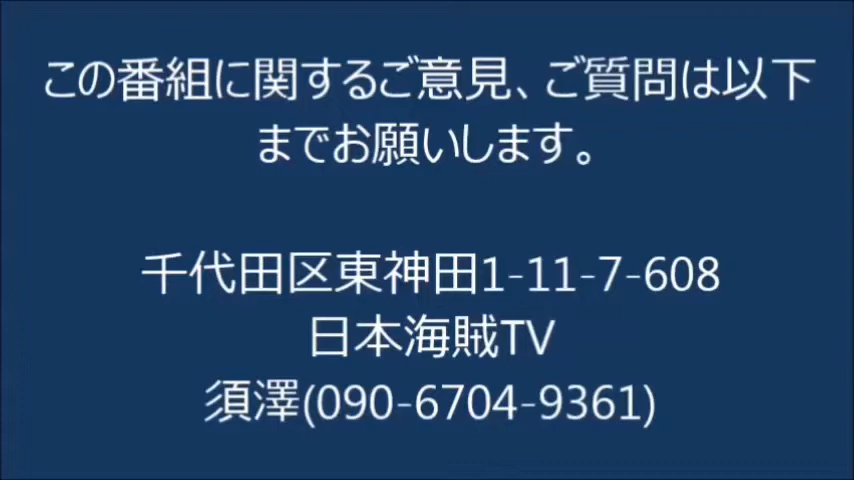 この番組に関するご意見、ご質問は以下
までお願いします。
千代田区東神田1-11-7-608
日本海賊TV
須澤(090-6704-9361)